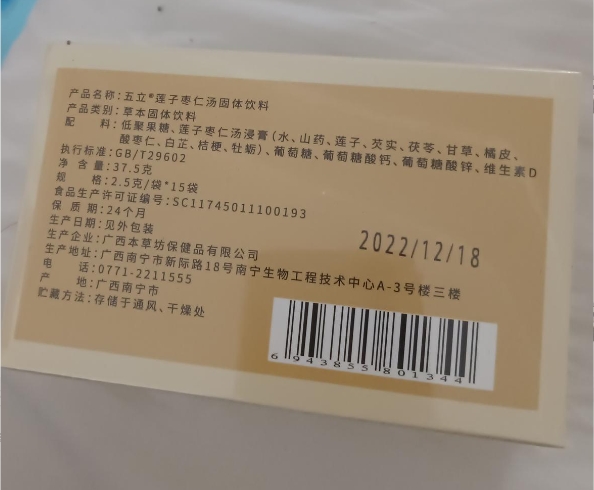 产品名称:五立®莲子枣仁汤固体饮料
产品类别:草本固体饮料
配 料:低聚果糖、莲子枣仁汤浸膏(水、山药、莲子、芡实、茯苓、甘草、橘皮、
酸枣仁、白芷、桔梗、牡蛎)、葡萄糖、葡萄糖酸钙、葡萄糖酸锌、维生素D
执行标准:GB/T29602
净 含 量:37.5克
规 格:2.5克/袋*15袋
食品生产许可证编号:SC11745011100193
保 质 期:24个月
生产日期:见外包装
生产企业:广西本草坊保健品有限公司
生产地址:广西南宁市新际路18号南宁生物工程技术中心A-3号楼三楼
电 话:0771-2211555
产 地:广西南宁市
贮藏方法:存储于通风、干燥处
2022/12/18
6 943855 801344